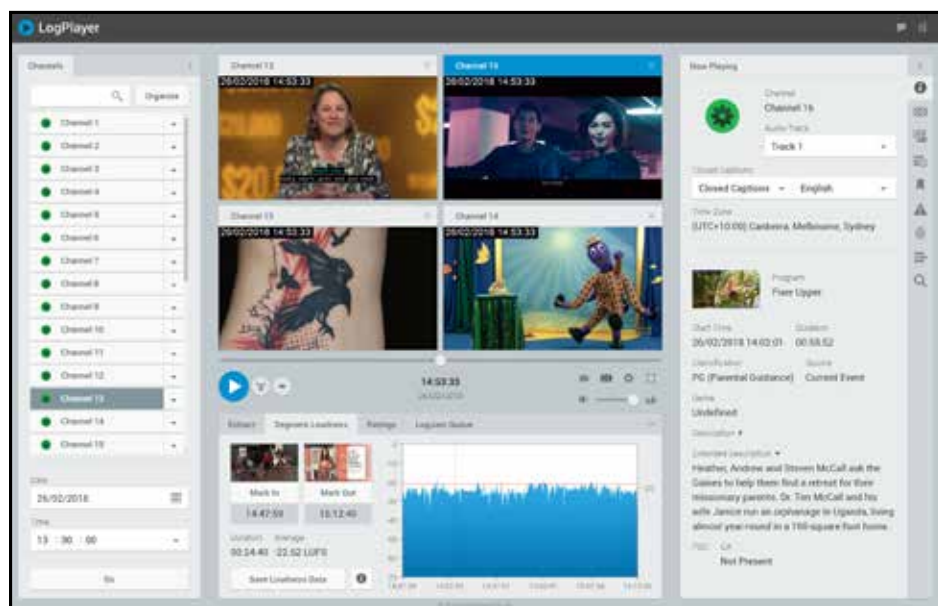 LogPlayer
Channels
Organize
Channel 1
Channel 2
Channel 3
Channel 4
Channel 5
Channel 6
Channel 7
Channel 8
Channel 9
Channel 10
Channel 11
Channel 12
Channel 13
Channel 14
Channel 15
Date
26/02/2018
Time
13 : 30 : 00
Go
26/02/2018 14:53:33
$20
Channel 16
26/02/2018 14:53:33
Channel 13
26/02/2018 14:53:33
Channel 14
26/02/2018 14:53:33
14:53:33
26/02/2018
Extract
Segment Loudness
Ratings
Mark In
Mark Out
14:47:59
15:12:40
Duration
Average
00:24:40
-22.52 LUFS
Save Loudness Data
Now Playing
Channel
Channel 16
Audio Track
Track 1
Closed Captions
Closed Captions
English
Time Zone
(UTC+10:00) Canberra, Melbourne, Sydney
Program
Fixer Upper
Start Time
Duration
26/02/2018 14:02:01
00:58:52
Classification
Source
PG (Parental Guidance)
Current Event
Genre
Undefined
Description
Extended Description
Heather, Andrew and Steven McCall ask the
Gaines to help them find a retreat for their
missionary parents. Dr. Tim McCall and his
wife Janice run an orphanage in Uganda, living
almost year-round in a 100-square-foot home.
Not Present